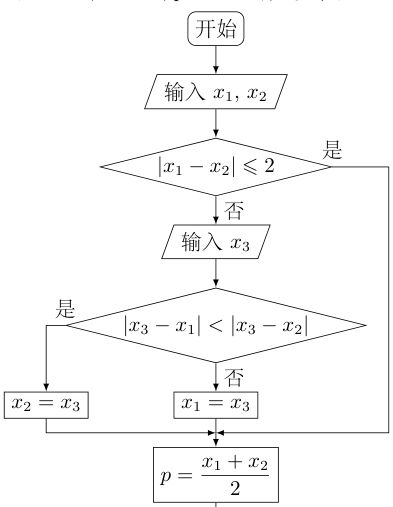 开始
输入 x₁, x₂
|x₁ − x₂| ⩽ 2
是
否
输入 x₃
|x₃ − x₁| < |x₃ − x₂|
是
否
x₂ = x₃
x₁ = x₃
p = (x₁ + x₂)/2